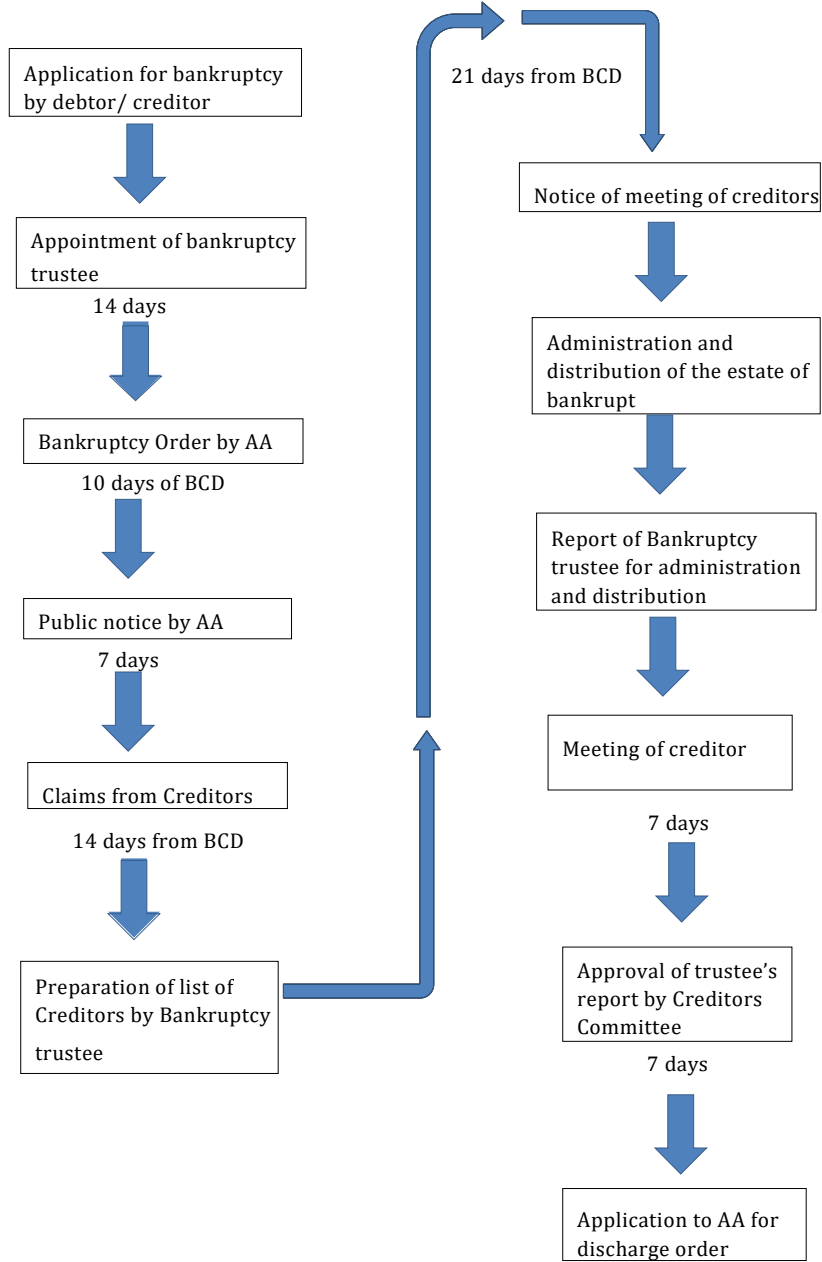 Application for bankruptcy
by debtor/ creditor
Appointment of bankruptcy
trustee
14 days
Bankruptcy Order by AA
10 days of BCD
Public notice by AA
7 days
Claims from Creditors
14 days from BCD
Preparation of list of
Creditors by Bankruptcy
trustee
21 days from BCD
Notice of meeting of creditors
Administration and
distribution of the estate of
bankrupt
Report of Bankruptcy
trustee for administration
and distribution
Meeting of creditor
7 days
Approval of trustee’s
report by Creditors
Committee
7 days
Application to AA for
discharge order